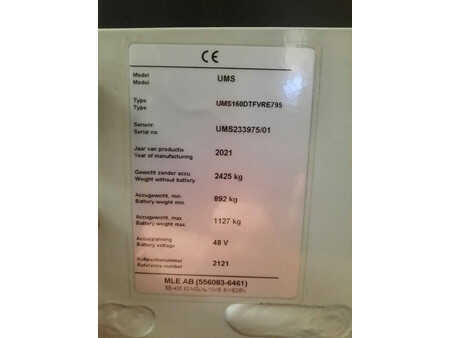 CE
Model UMS
Model
Type UMS160DTFVRE795
Type
Serienr. UMS233975/01
Serial no
Jaar van productie 2021
Year of manufacturing
Gewicht zonder accu 2425 kg
Weight without battery
Accugewicht, min. 892 kg
Battery weight min
Accugewicht, max 1127 kg
Battery weight, max
Accuspanning 48 V
Battery voltage
2121
Reference number
MLE AB (556083-6461)